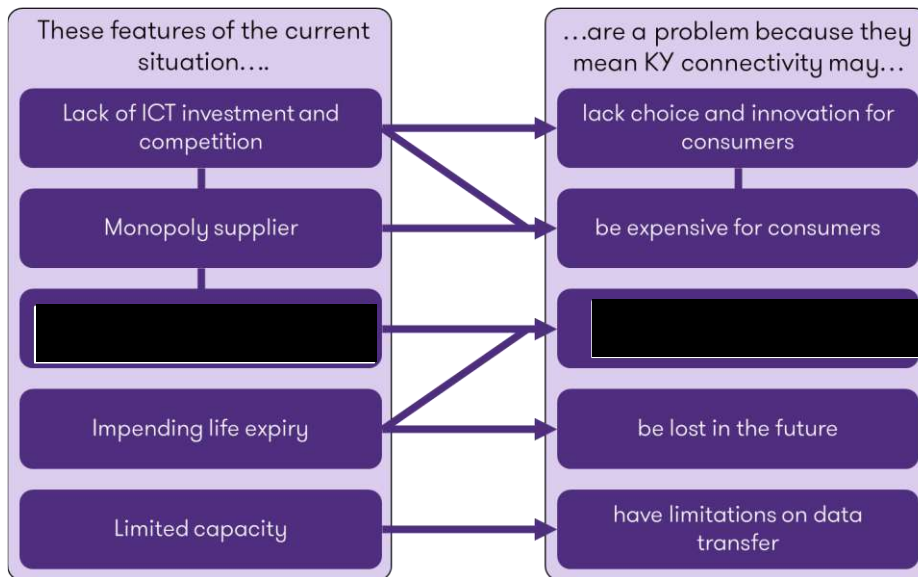 These features of the current
situation….
Lack of ICT investment and
competition
Monopoly supplier
Impending life expiry
Limited capacity
…are a problem because they
mean KY connectivity may…
lack choice and innovation for
consumers
be expensive for consumers
be lost in the future
have limitations on data
transfer